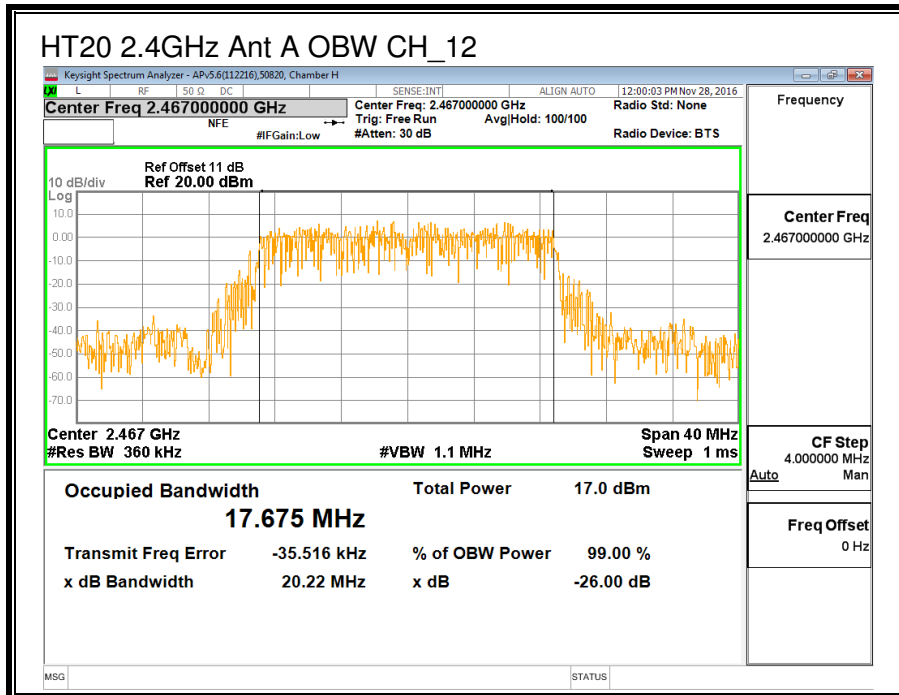 HT20 2.4GHz Ant A OBW CH_12
Keysight Spectrum Analyzer - APv5.6(112216),50820, Chamber H
LXI L RF 50 Ω DC SENSE:INT ALIGN AUTO 12:00:03 PM Nov 28, 2016
Center Freq 2.467000000 GHz
Center Freq: 2.467000000 GHz
Radio Std: None
NFE
Trig: Free Run
Avg|Hold: 100/100
#IFGain:Low
#Atten: 30 dB
Radio Device: BTS
Ref Offset 11 dB
10 dB/div
Ref 20.00 dBm
Log
10.0
0.00
-10.0
-20.0
-30.0
-40.0
-50.0
-60.0
-70.0
Center 2.467 GHz
Span 40 MHz
#Res BW 360 kHz
#VBW 1.1 MHz
Sweep 1 ms
Occupied Bandwidth
Total Power 17.0 dBm
17.675 MHz
Transmit Freq Error -35.516 kHz
% of OBW Power 99.00 %
x dB Bandwidth 20.22 MHz
x dB -26.00 dB
Frequency
Center Freq
2.467000000 GHz
CF Step
4.000000 MHz
Auto Man
Freq Offset
0 Hz
MSG
STATUS